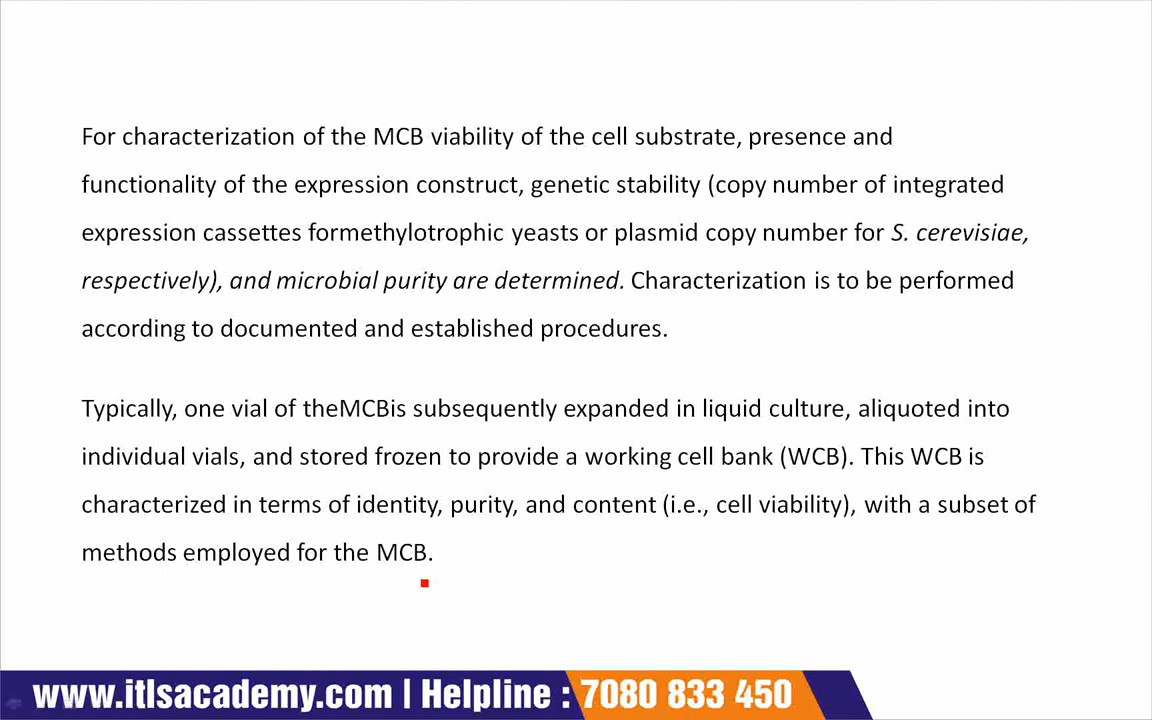 For characterization of the MCB viability of the cell substrate, presence and
functionality of the expression construct, genetic stability (copy number of integrated
expression cassettes formethylotrophic yeasts or plasmid copy number for S. cerevisiae,
respectively), and microbial purity are determined. Characterization is to be performed
according to documented and established procedures.
Typically, one vial of theMCBis subsequently expanded in liquid culture, aliquoted into
individual vials, and stored frozen to provide a working cell bank (WCB). This WCB is
characterized in terms of identity, purity, and content (i.e., cell viability), with a subset of
methods employed for the MCB.
www.itlsacademy.com | Helpline : 7080 833 450